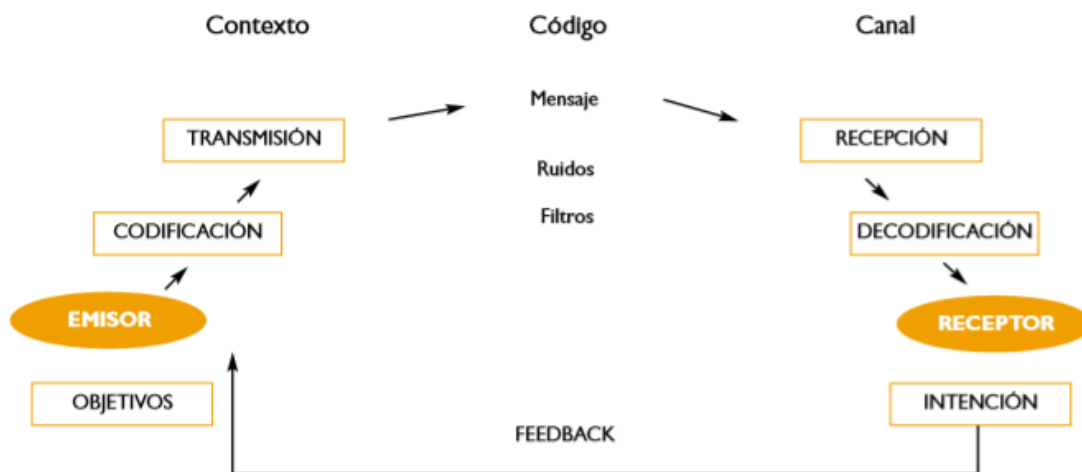 Contexto Código Canal
Mensaje
TRANSMISIÓN RECEPCIÓN
Ruidos
Filtros
CODIFICACIÓN DECODIFICACIÓN
EMISOR RECEPTOR
OBJETIVOS INTENCIÓN
FEEDBACK